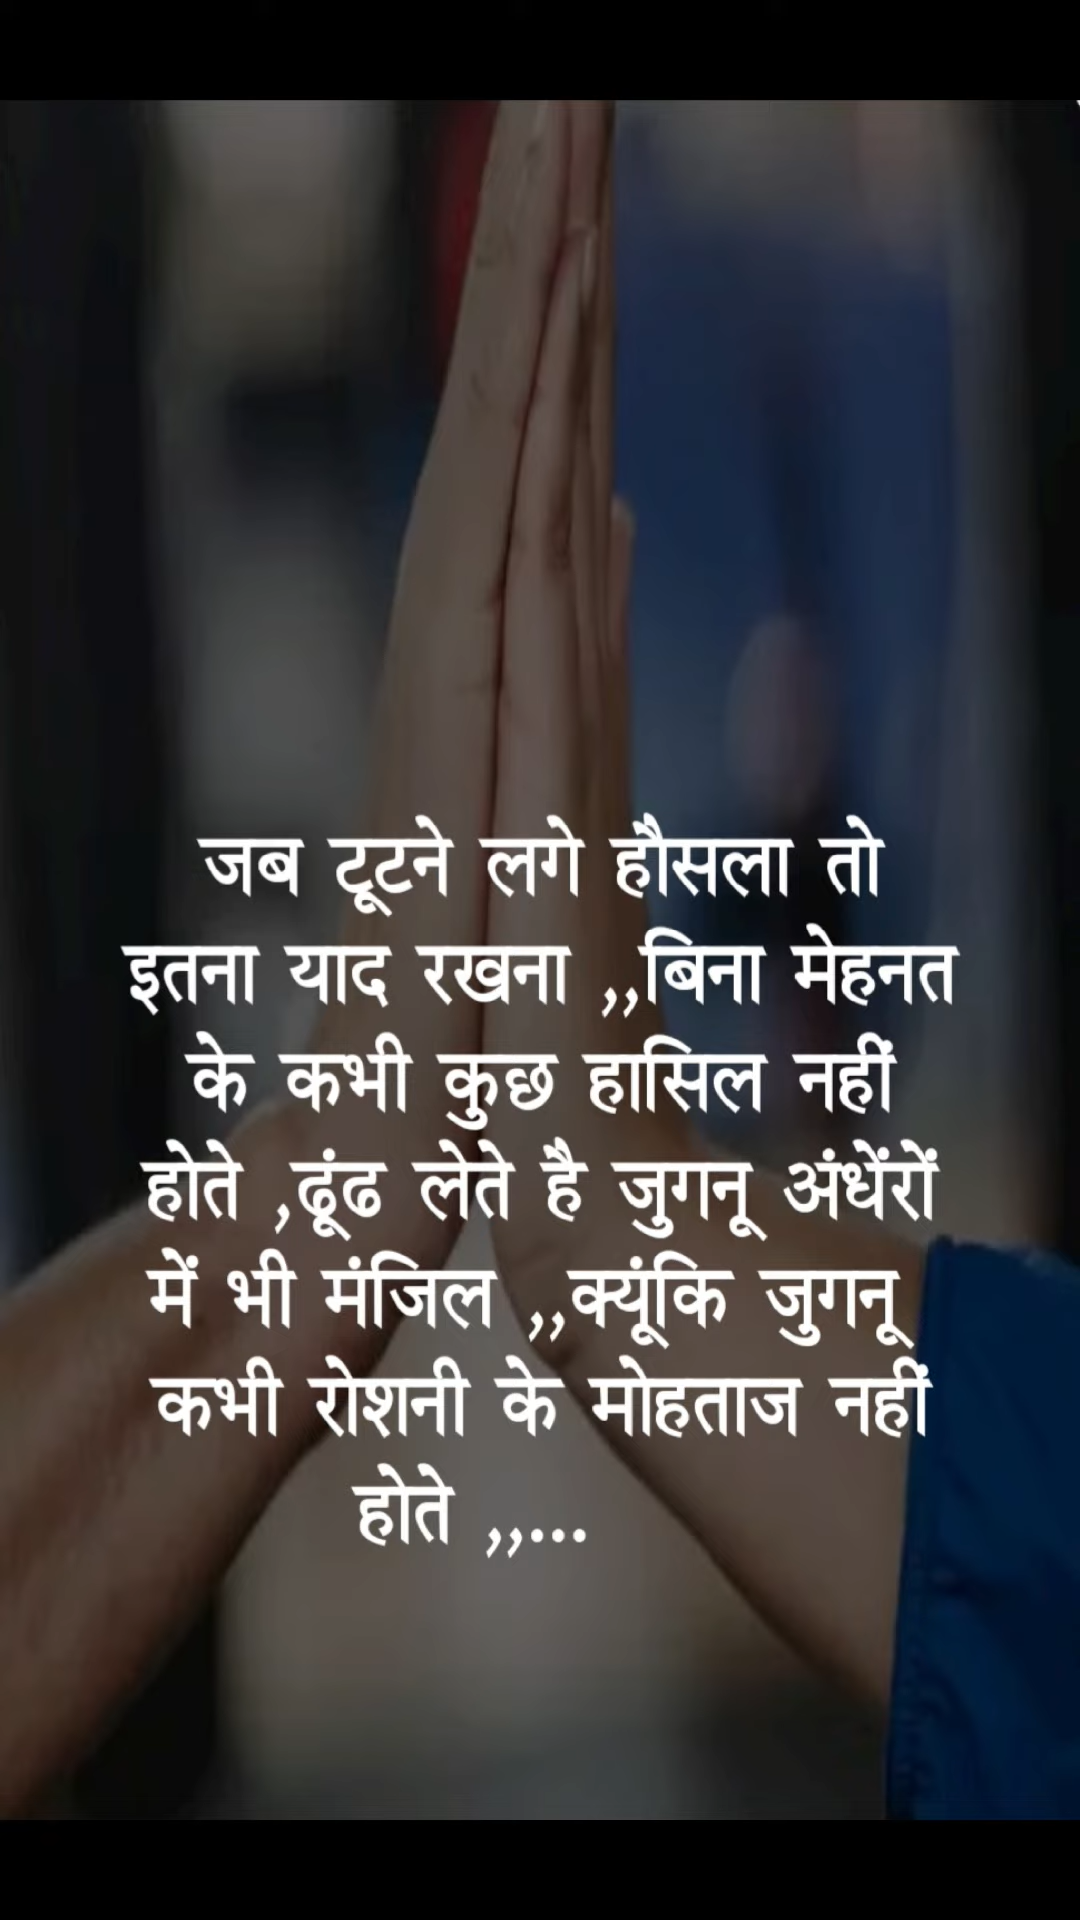 जब टूटने लगे हौसला तो
इतना याद रखना ,,बिना मेहनत
के कभी कुछ हासिल नहीं
होते ,ढूंढ लेते है जुगनू अंधेंरों
में भी मंजिल ,,क्यूंकि जुगनू
कभी रोशनी के मोहताज नहीं
होते ,,...